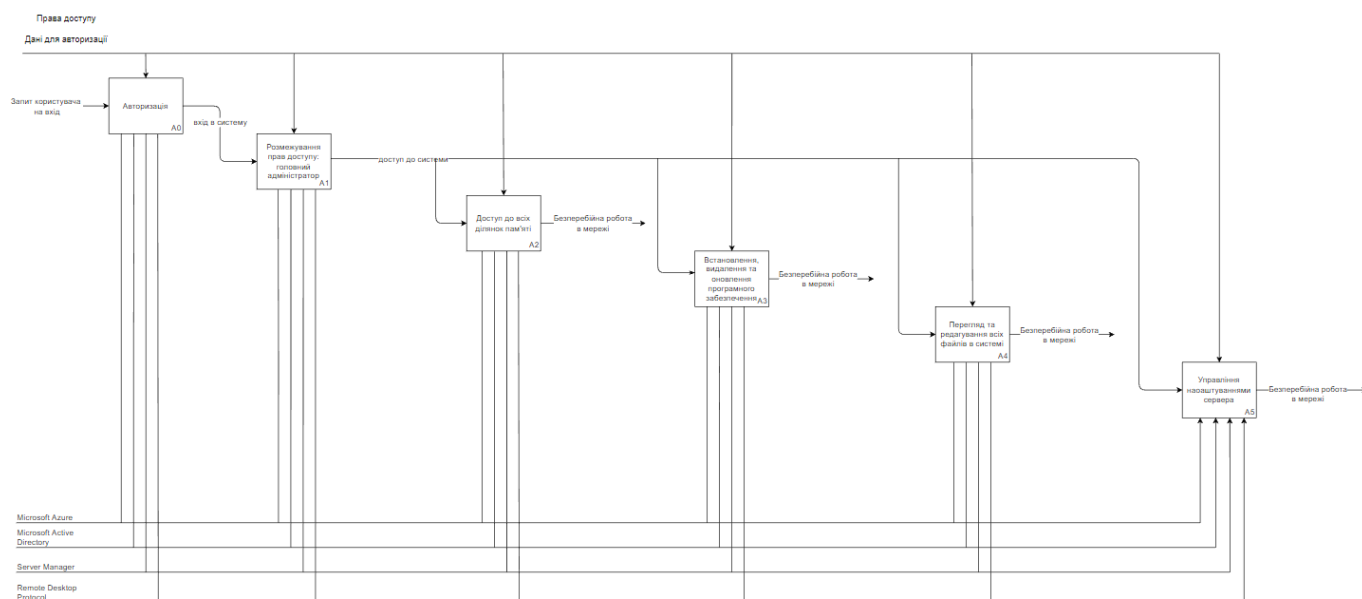 Права доступу
Дані для авторизації
Запит користувача
на вхід
Авторизація
A0
вхід в систему
Розмежування
прав доступу:
головний
адміністратор
A1
доступ до системи
Доступ до всіх
ділянок пам'яті
A2
Безперебійна робота
в мережі
Встановлення,
видалення та
оновлення
програмного
забезпечення
A3
Безперебійна робота
в мережі
Перегляд та
редагування всіх
файлів в системі
A4
Безперебійна робота
в мережі
Управління
наоаштуваннями
сервера
A5
Безперебійна робота
в мережі
Microsoft Azure
Microsoft Active
Directory
Server Manager
Remote Desktop
Protocol